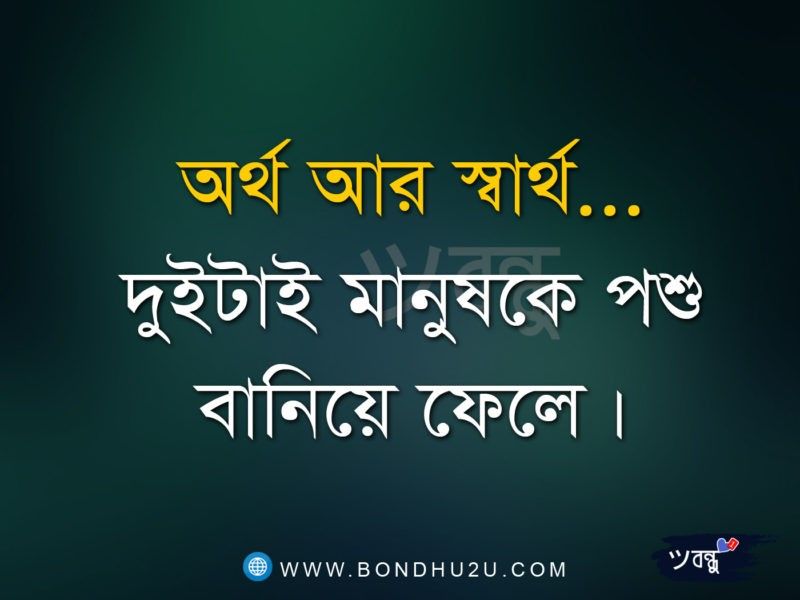 অর্থ আর স্বার্থ...
দুইটাই মানুষকে পশু
বানিয়ে ফেলে ।
WWW.BONDHU2U.COM
বন্ধু